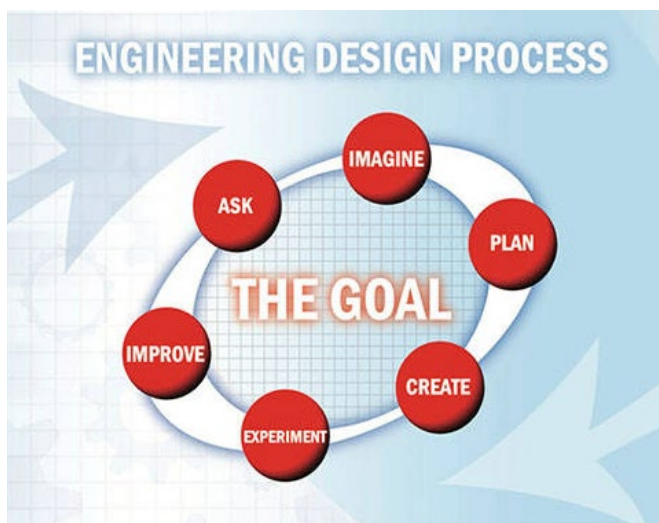 ENGINEERING DESIGN PROCESS
IMAGINE
ASK
PLAN
THE GOAL
IMPROVE
CREATE
EXPERIMENT